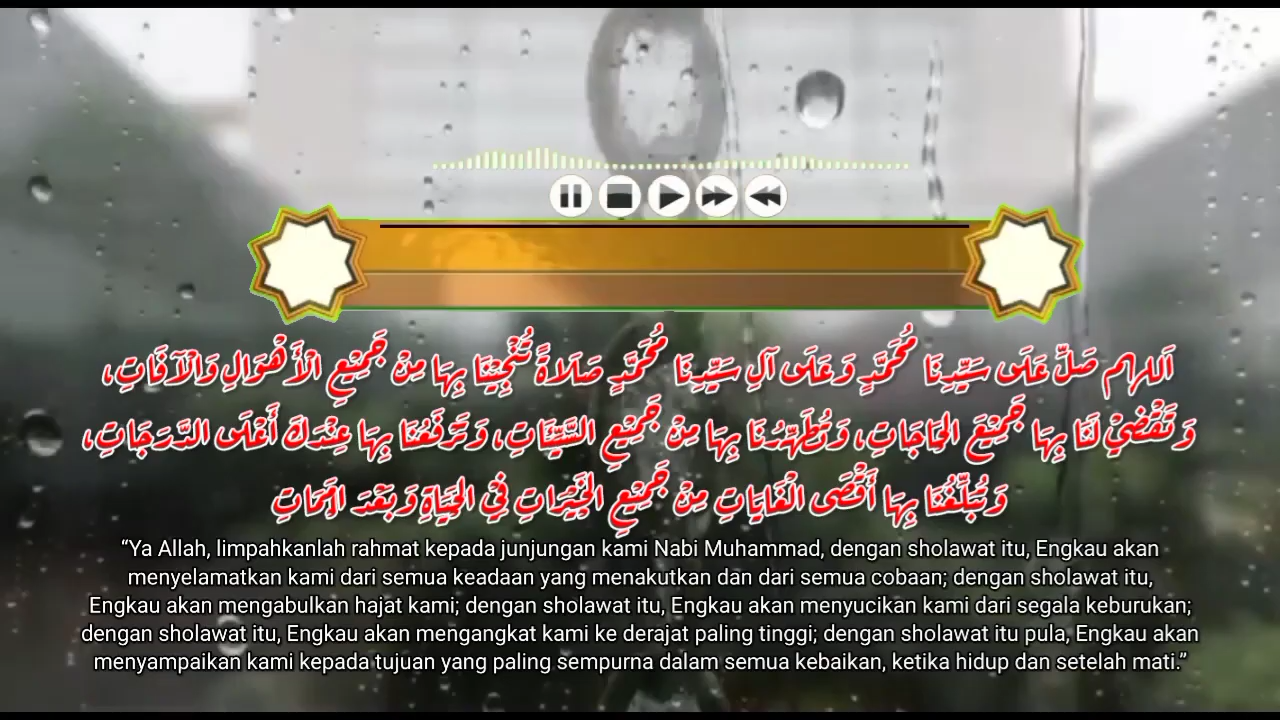 اَللهم صَلِّ عَلَى سَيِّدِنَا مُحَمَّدٍ وَعَلَى آلِ سَيِّدِنَا مُحَمَّدٍ صَلَاةً تُنْجِيْنَا بِهَا مِنْ جَمِيْعِ الْأَهْوَالِ وَالْآفَاتِ،
وَتَقْضِيْ لَنَا بِهَا جَمِيْعَ الحَاجَاتِ، وَتُطَهِّرُنَا بِهَا مِنْ جَمِيْعِ السَّيِّئَاتِ، وَتَرْفَعُنَا بِهَا عِنْدَكَ أَعْلَى الدَّرَجَاتِ،
وَتُبَلِّغُنَا بِهَا أَقْصَى الْغَايَاتِ مِنْ جَمِيْعِ الْخَيْرَاتِ فِي الْحَيَاةِ وَبَعْدَ الْمَمَاتِ
“Ya Allah, limpahkanlah rahmat kepada junjungan kami Nabi Muhammad, dengan sholawat itu, Engkau akan
menyelamatkan kami dari semua keadaan yang menakutkan dan dari semua cobaan; dengan sholawat itu,
Engkau akan mengabulkan hajat kami; dengan sholawat itu, Engkau akan menyucikan kami dari segala keburukan;
dengan sholawat itu, Engkau akan mengangkat kami ke derajat paling tinggi; dengan sholawat itu pula, Engkau akan
menyampaikan kami kepada tujuan yang paling sempurna dalam semua kebaikan, ketika hidup dan setelah mati.”